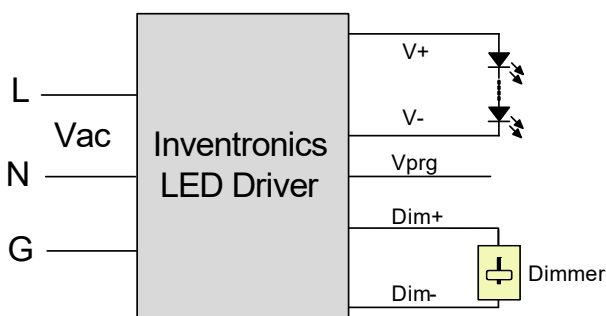 L
Vac
N
G
Inventronics
LED Driver
V+
V-
Vprg
Dim+
Dim-
Dimmer